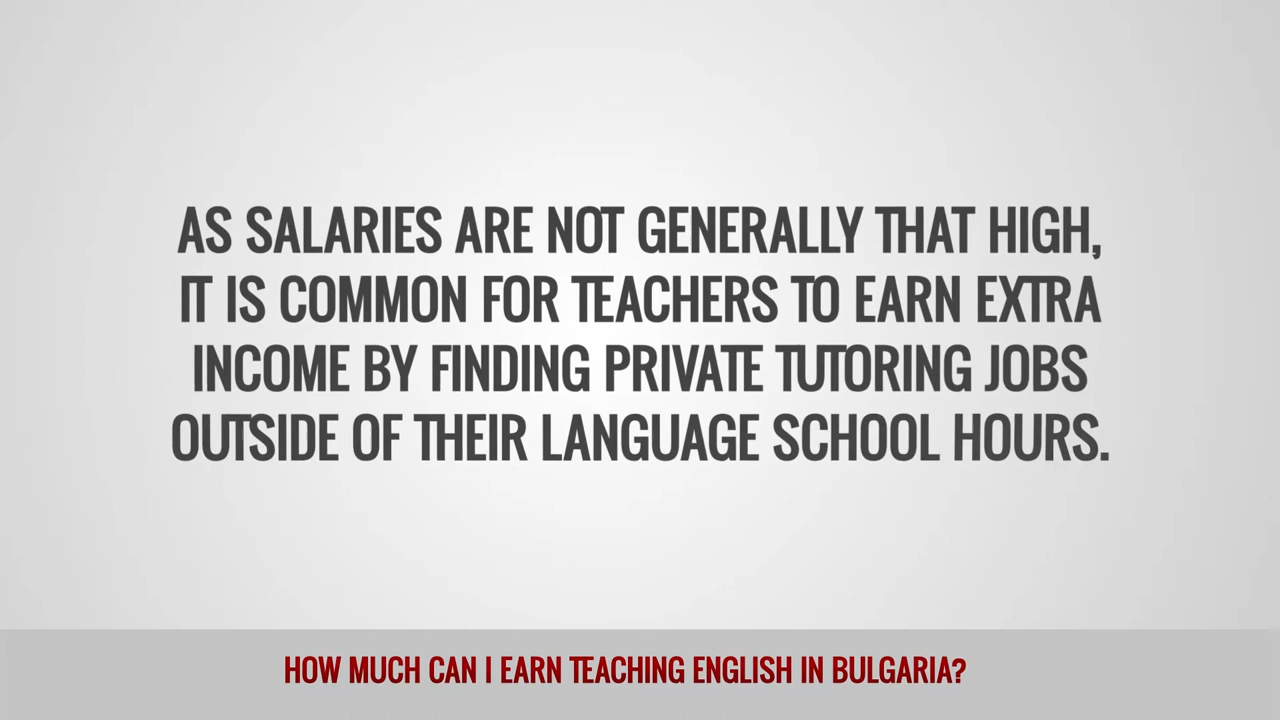 AS SALARIES ARE NOT GENERALLY THAT HIGH,
IT IS COMMON FOR TEACHERS TO EARN EXTRA
INCOME BY FINDING PRIVATE TUTORING JOBS
OUTSIDE OF THEIR LANGUAGE SCHOOL HOURS.
HOW MUCH CAN I EARN TEACHING ENGLISH IN BULGARIA?